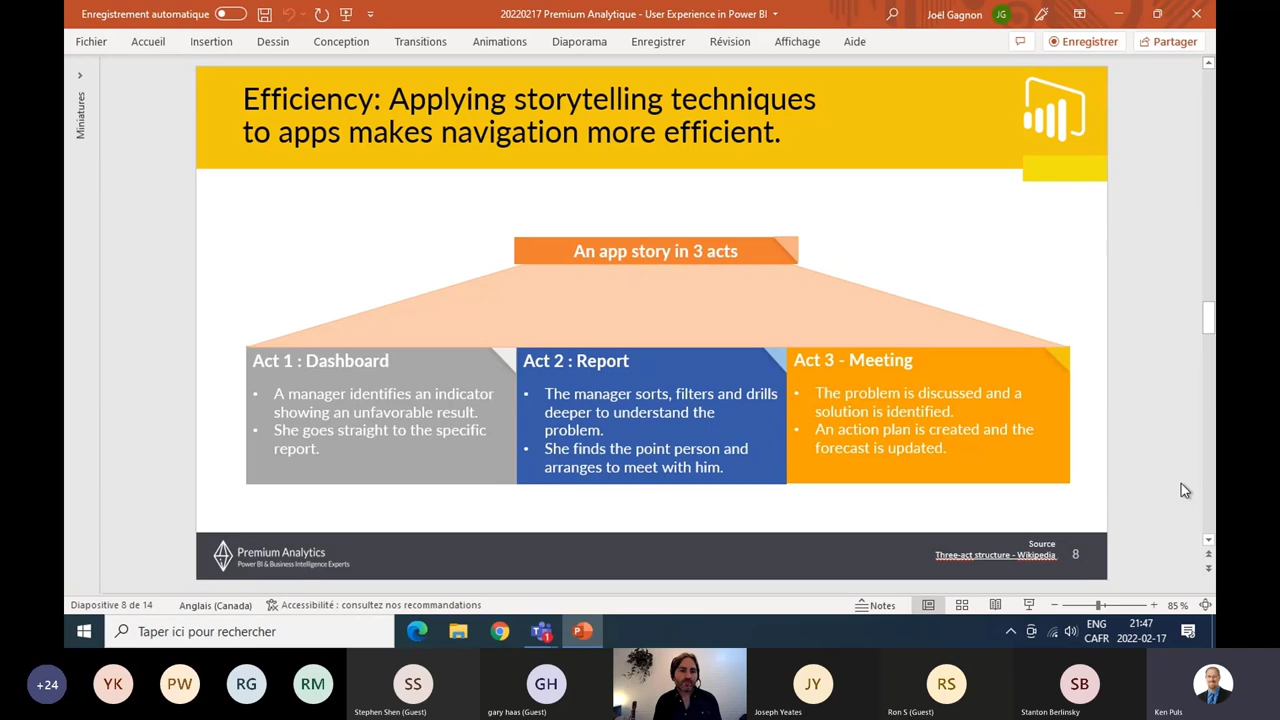 Enregistrement automatique
20220217 Premium Analytique - User Experience in Power BI
Joël Gagnon
JG
Fichier
Accueil
Insertion
Dessin
Conception
Transitions
Animations
Diaporama
Enregistrer
Révision
Affichage
Aide
Enregistrer
Partager
Miniatures
Efficiency: Applying storytelling techniques
to apps makes navigation more efficient.
An app story in 3 acts
Act 1 : Dashboard
• A manager identifies an indicator
showing an unfavorable result.
• She goes straight to the specific
report.
Act 2 : Report
• The manager sorts, filters and drills
deeper to understand the
problem.
• She finds the point person and
arranges to meet with him.
Act 3 - Meeting
• The problem is discussed and a
solution is identified.
• An action plan is created and the
forecast is updated.
Premium Analytics
Power BI & Business Intelligence Experts
Source
Three-act structure - Wikipedia
8
Diapositive 8 de 14
Anglais (Canada)
Accessibilité : consultez nos recommandations
Notes
85 %
Taper ici pour rechercher
1
ENG
CAFR
21:47
2022-02-17
+24
YK
PW
RG
RM
SS
Stephen Shen (Guest)
GH
gary haas (Guest)
JY
Joseph Yeates
RS
Ron S (Guest)
SB
Stanton Berlinsky
Ken Puls